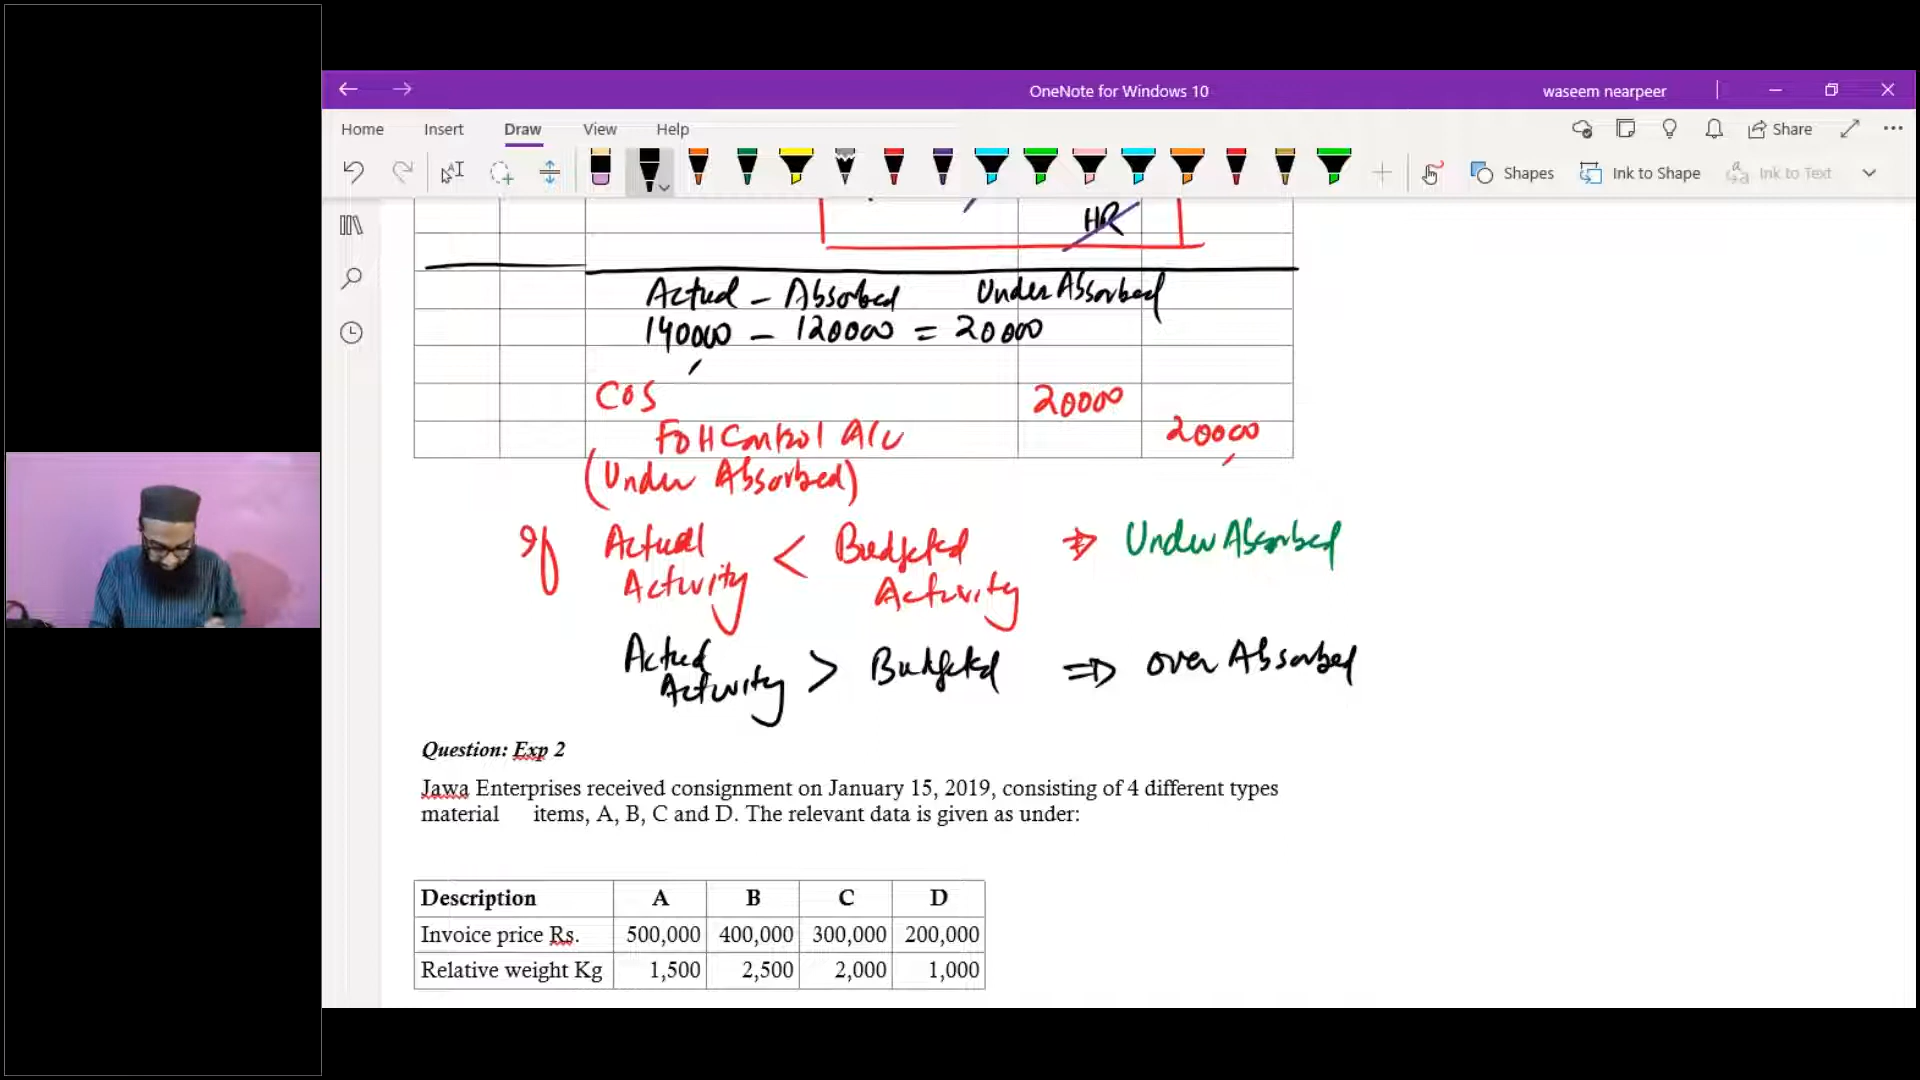 OneNote for Windows 10
waseem nearpeer
Home Insert Draw View Help
Share
Shapes Ink to Shape Ink to Text
HR
Actual - Absorbed Under Absorbed
140000 - 120000 = 20000
COS 20000
FOH Control A/c 20000
(Under Absorbed)
If Actual Activity < Budgeted Activity ⇒ Under Absorbed
Actual Activity > Budgeted ⇒ over Absorbed
Question: Exp 2
Jawa Enterprises received consignment on January 15, 2019, consisting of 4 different types
material items, A, B, C and D. The relevant data is given as under:
Description A B C D
Invoice price Rs. 500,000 400,000 300,000 200,000
Relative weight Kg 1,500 2,500 2,000 1,000